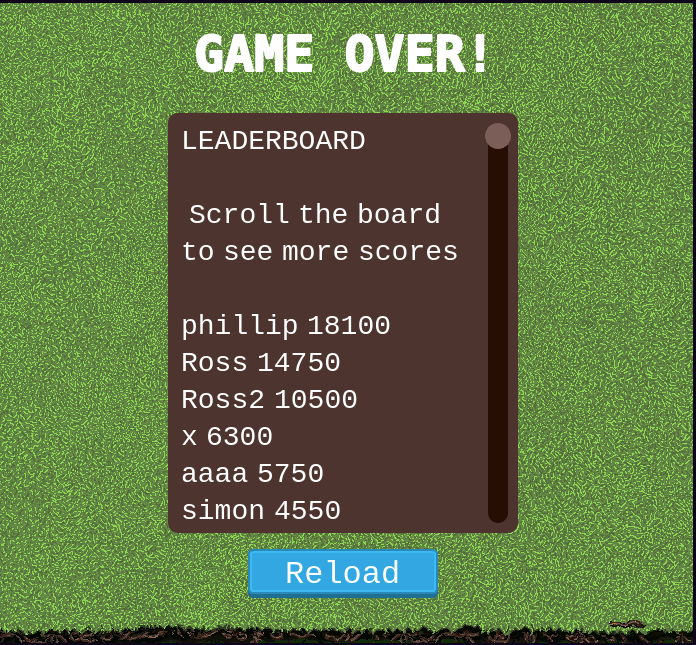 GAME OVER!
LEADERBOARD
Scroll the board
to see more scores
phillip 18100
Ross 14750
Ross2 10500
x 6300
aaaa 5750
simon 4550
Reload